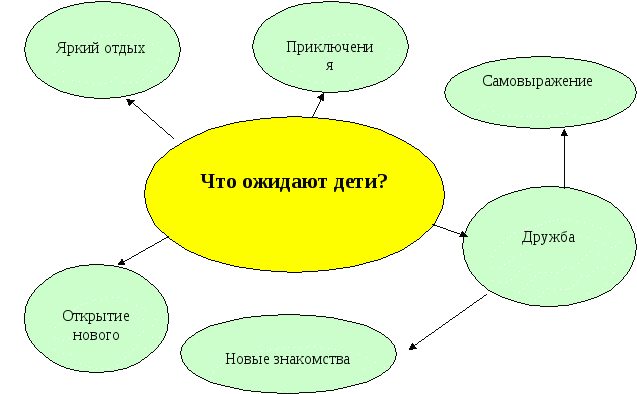 Яркий отдых
Приключени
я
Самовыражение
Что ожидают дети?
Дружба
Открытие
нового
Новые знакомства